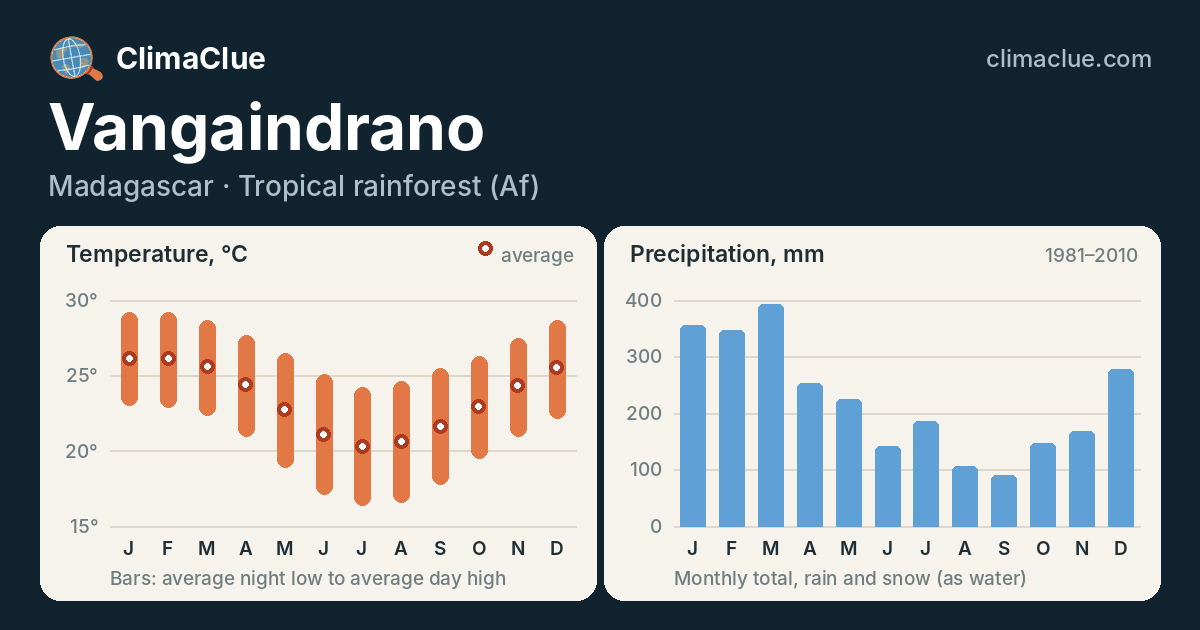 ClimaClue
climaclue.com
Vangaindrano
Madagascar · Tropical rainforest (Af)
Temperature, °C
average
30°
25°
20°
15°
J F M A M J J A S O N D
Bars: average night low to average day high
Precipitation, mm
1981–2010
400
300
200
100
0
J F M A M J J A S O N D
Monthly total, rain and snow (as water)